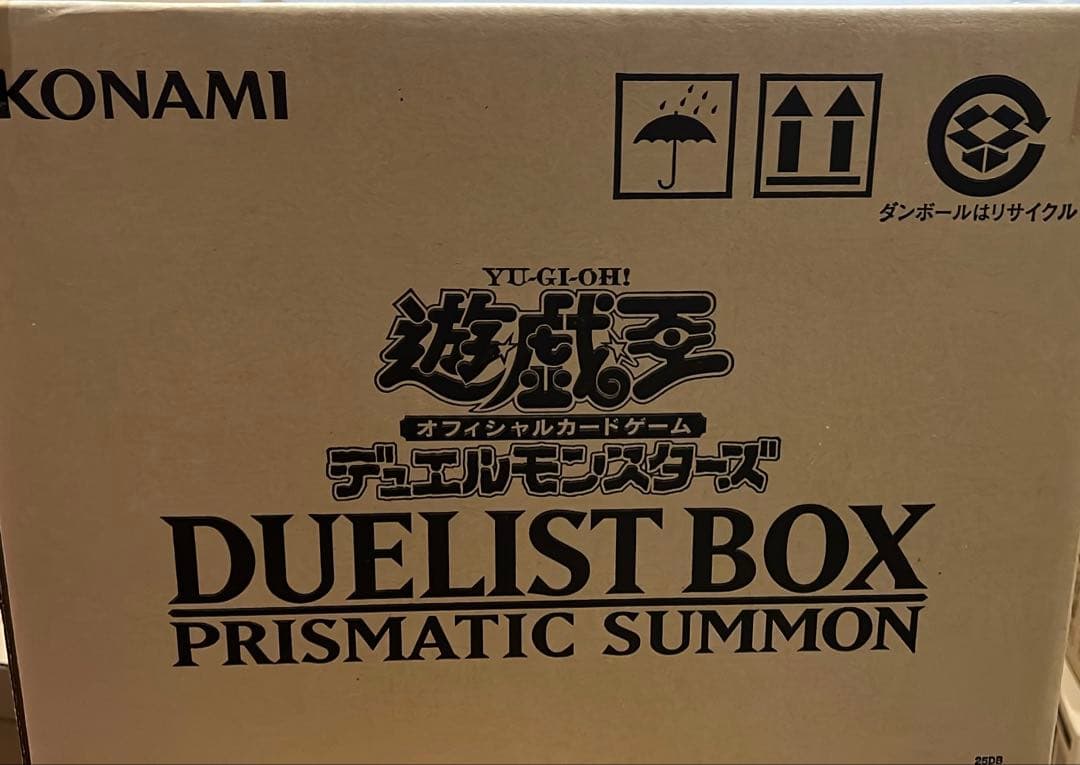 KONAMI
ダンボールはリサイクル
YU-GI-OH!
遊戯王
オフィシャルカードゲーム
デュエルモンスターズ
DUELIST BOX
PRISMATIC SUMMON
25DB